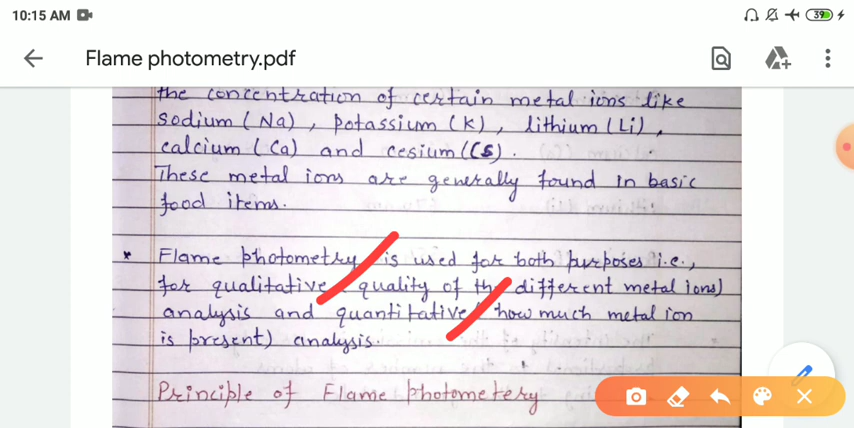 10:15 AM
39
Flame photometry.pdf
the concentration of certain metal ions like
sodium (Na), potassium (K), lithium (Li),
calcium (Ca) and cesium (Cs).
These metal ions are generally found in basic
food items.
* Flame photometry is used for both purposes i.e.,
for qualitative quality of the different metal ions)
analysis and quantitative (how much metal ion
is present) analysis.
Principle of Flame photometery